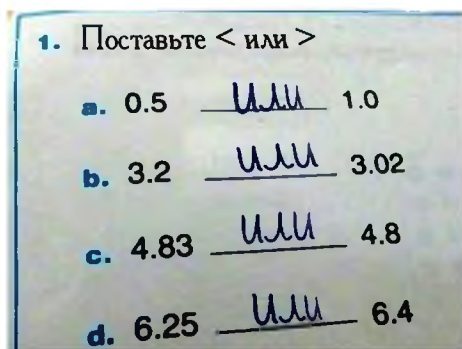 1. Поставьте < или >
a. 0.5 или 1.0
b. 3.2 или 3.02
c. 4.83 или 4.8
d. 6.25 или 6.4